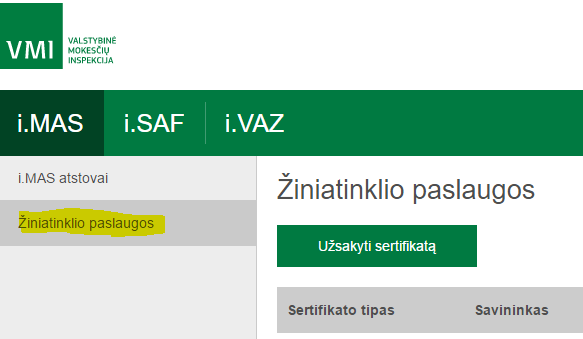 VMI
VALSTYBINĖ
MOKESČIŲ
INSPEKCIJA
i.MAS
i.SAF
i.VAZ
i.MAS atstovai
Žiniatinklio paslaugos
Žiniatinklio paslaugos
Užsakyti sertifikatą
Sertifikato tipas
Savininkas